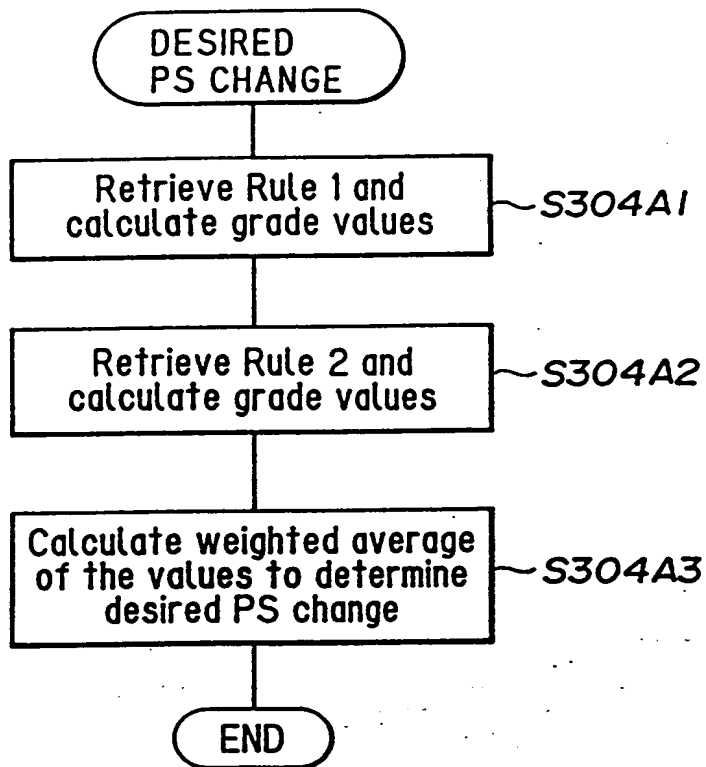 DESIRED
PS CHANGE
Retrieve Rule 1 and
calculate grade values
S304A1
Retrieve Rule 2 and
calculate grade values
S304A2
Calculate weighted average
of the values to determine
desired PS change
S304A3
END